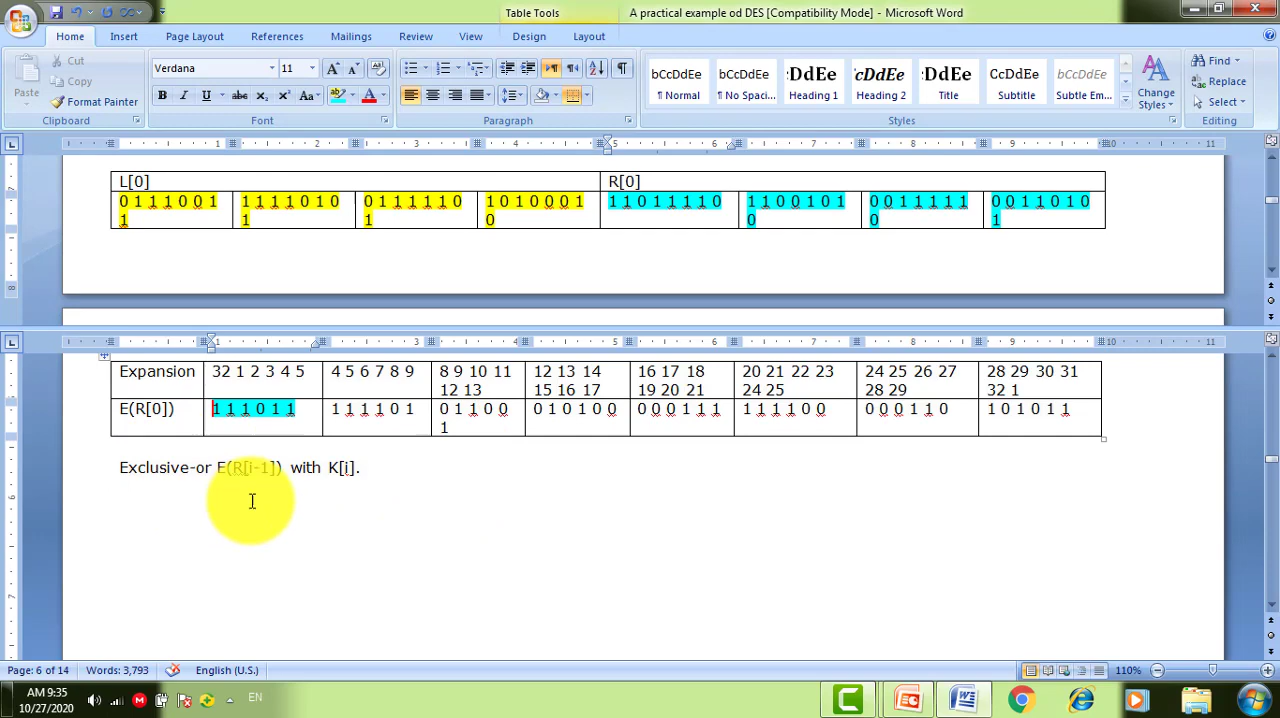 Table Tools
A practical example od DES [Compatibility Mode] - Microsoft Word
Home Insert Page Layout References Mailings Review View Design Layout
Paste
Cut
Copy
Format Painter
Clipboard
Verdana 11
B I U abc x₂ x² Aa
Font
Paragraph
AaBbCcDdEe
¶ Normal ¶ No Spaci... Heading 1 Heading 2 Title Subtitle Subtle Em...
Styles
Change Styles
Find
Replace
Select
Editing
L[0] R[0]
0 1 1 1 0 0 1 1 1 1 1 0 1 0 0 1 1 1 1 1 0 1 0 1 0 0 0 1 1 1 0 1 1 1 1 0 1 1 0 0 1 0 1 0 0 1 1 1 1 1 0 0 1 1 0 1 0
1 1 1 0 0 0 1
Expansion 32 1 2 3 4 5 4 5 6 7 8 9 8 9 10 11 12 13 14 16 17 18 20 21 22 23 24 25 26 27 28 29 30 31
12 13 15 16 17 19 20 21 24 25 28 29 32 1
E(R[0]) 1 1 1 0 1 1 1 1 1 1 0 1 0 1 1 0 0 0 1 0 1 0 0 0 0 0 1 1 1 1 1 1 1 0 0 0 0 0 1 1 0 1 0 1 0 1 1
1
Exclusive-or E(R[i-1]) with K[i].
Page: 6 of 14 Words: 3,793 English (U.S.) 110%
AM 9:35
10/27/2020
EN